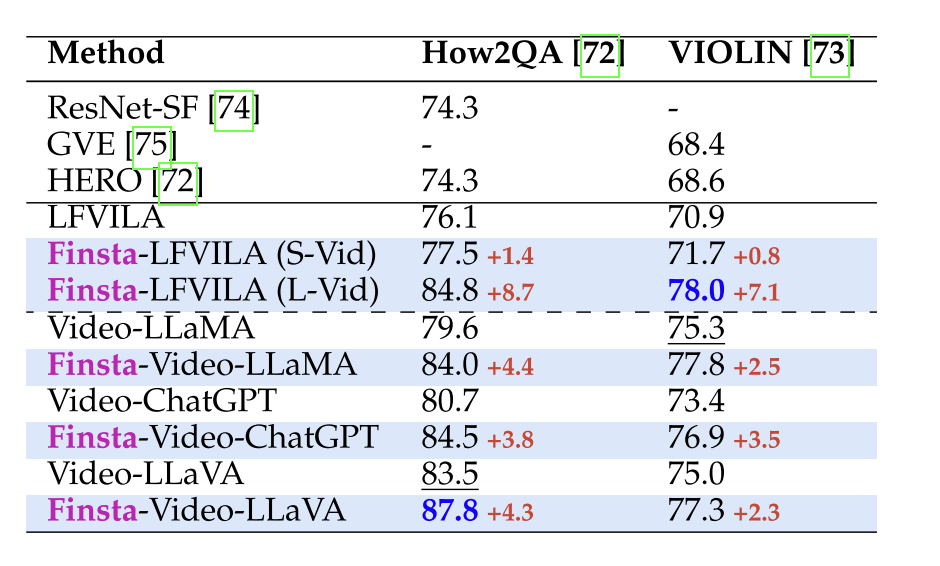 Method How2QA [72] VIOLIN [73]
ResNet-SF [74] 74.3 -
GVE [75] - 68.4
HERO [72] 74.3 68.6
LFVILA 76.1 70.9
Finsta-LFVILA (S-Vid) 77.5 +1.4 71.7 +0.8
Finsta-LFVILA (L-Vid) 84.8 +8.7 78.0 +7.1
Video-LLaMA 79.6 75.3
Finsta-Video-LLaMA 84.0 +4.4 77.8 +2.5
Video-ChatGPT 80.7 73.4
Finsta-Video-ChatGPT 84.5 +3.8 76.9 +3.5
Video-LLaVA 83.5 75.0
Finsta-Video-LLaVA 87.8 +4.3 77.3 +2.3